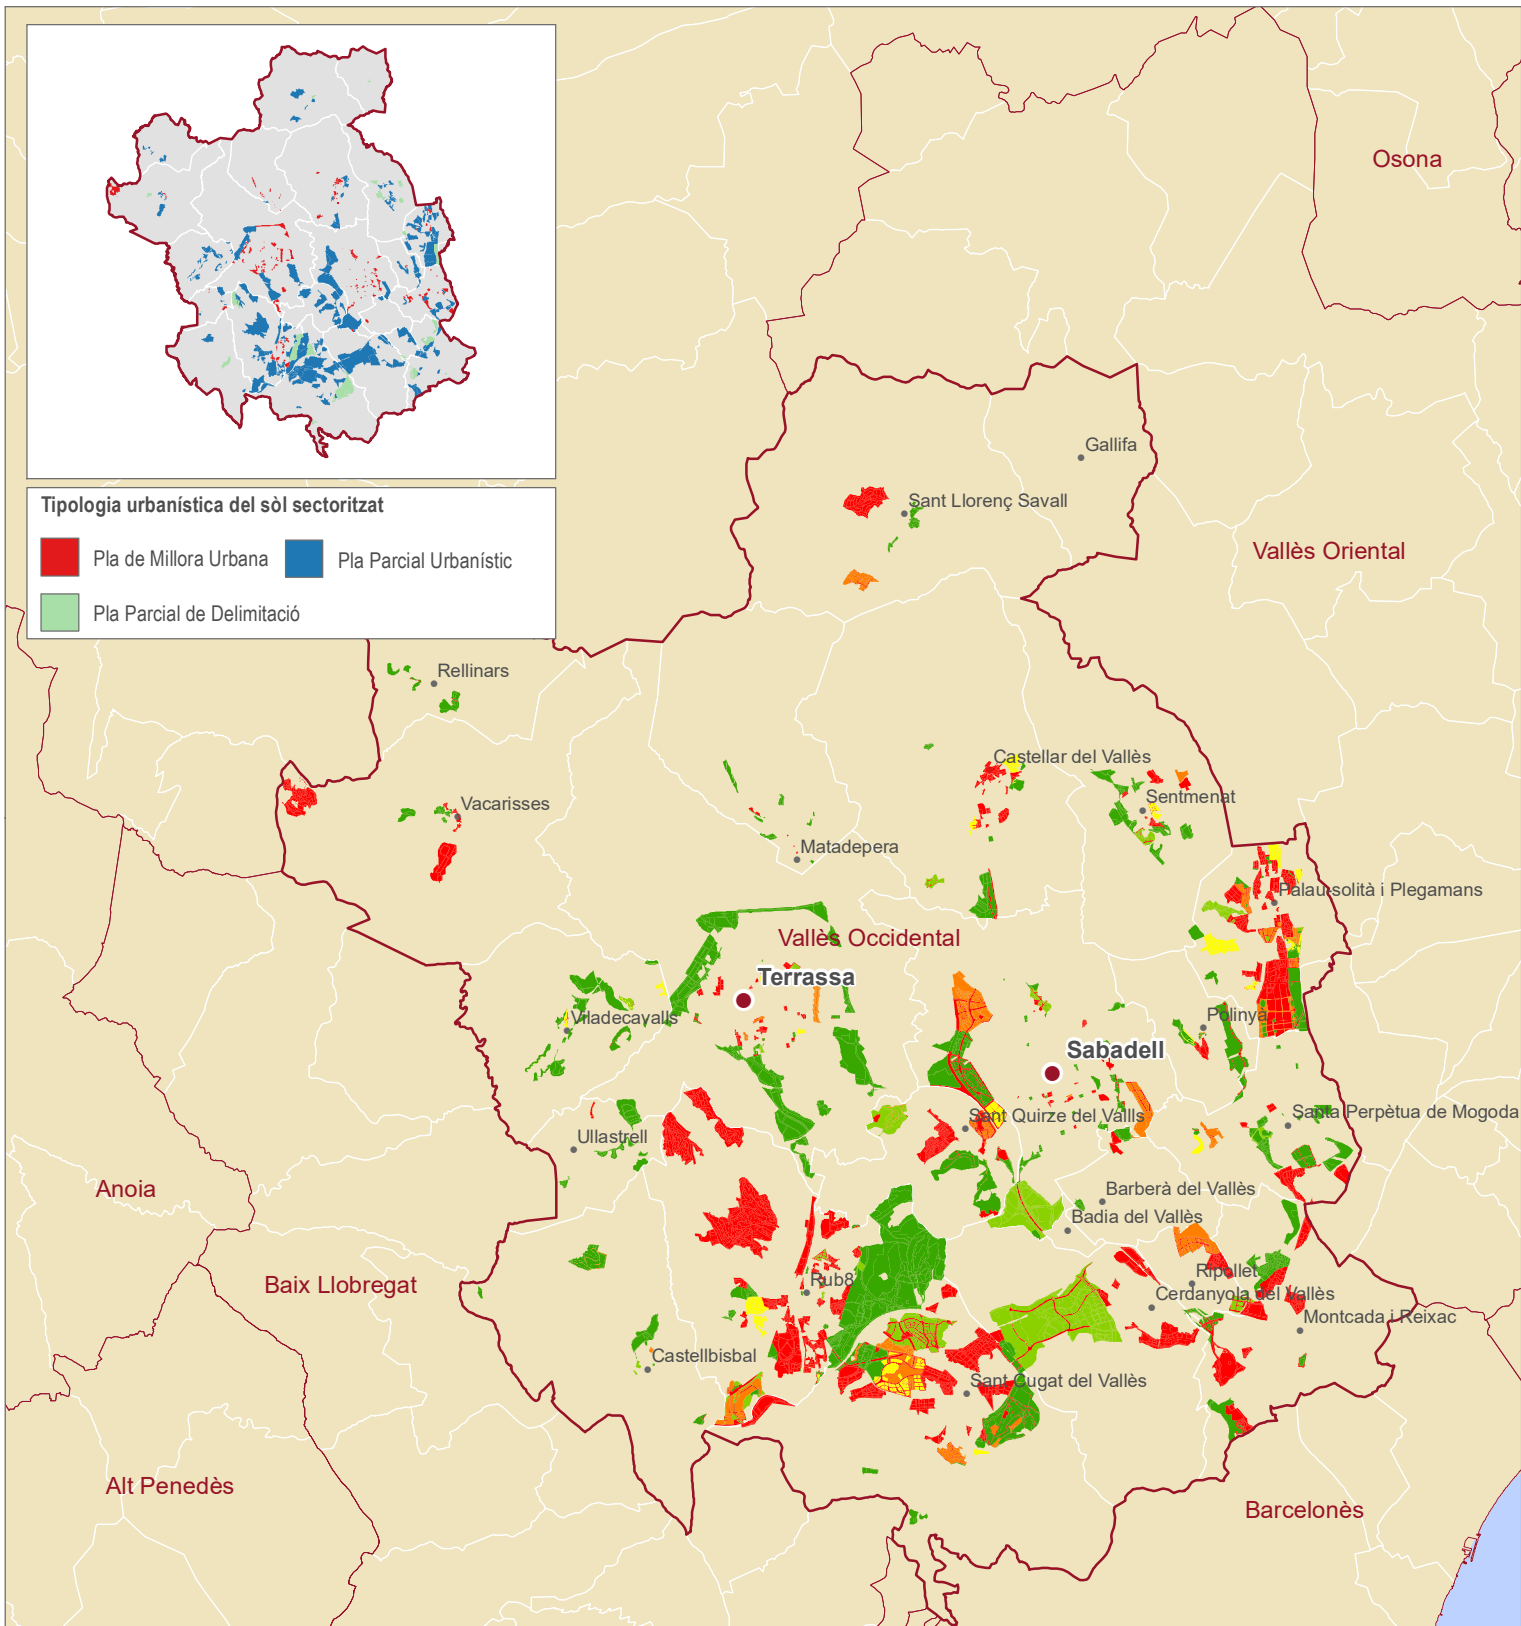 Tipologia urbanística del sòl sectoritzat
Pla de Millora Urbana
Pla Parcial Urbanístic
Pla Parcial de Delimitació
Osona
Gallifa
Sant Llorenç Savall
Vallès Oriental
Rellinars
Castellar del Vallès
Sentmenat
Vacarisses
Matadepera
Palau-solità i Plegamans
Vallès Occidental
Terrassa
Viladecavalls
Polinyà
Sabadell
Sant Quirze del Vallls
Santa Perpètua de Mogoda
Ullastrell
Anoia
Barberà del Vallès
Badia del Vallès
Baix Llobregat
Rub8
Ripollet
Cerdanyola del Vallès
Montcada i Reixac
Castellbisbal
Sant Cugat del Vallès
Alt Penedès
Barcelonès